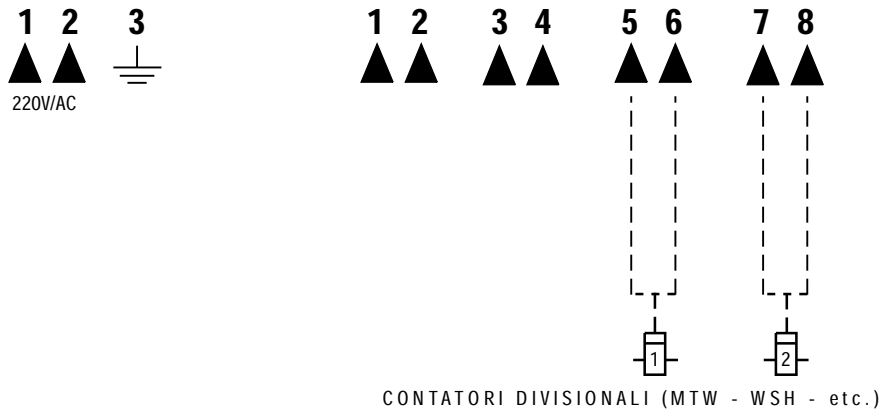 1 2 3 1 2 3 4 5 6 7 8
220V/AC
1 2
CONTATORI DIVISIONALI (MTW - WSH - etc.)